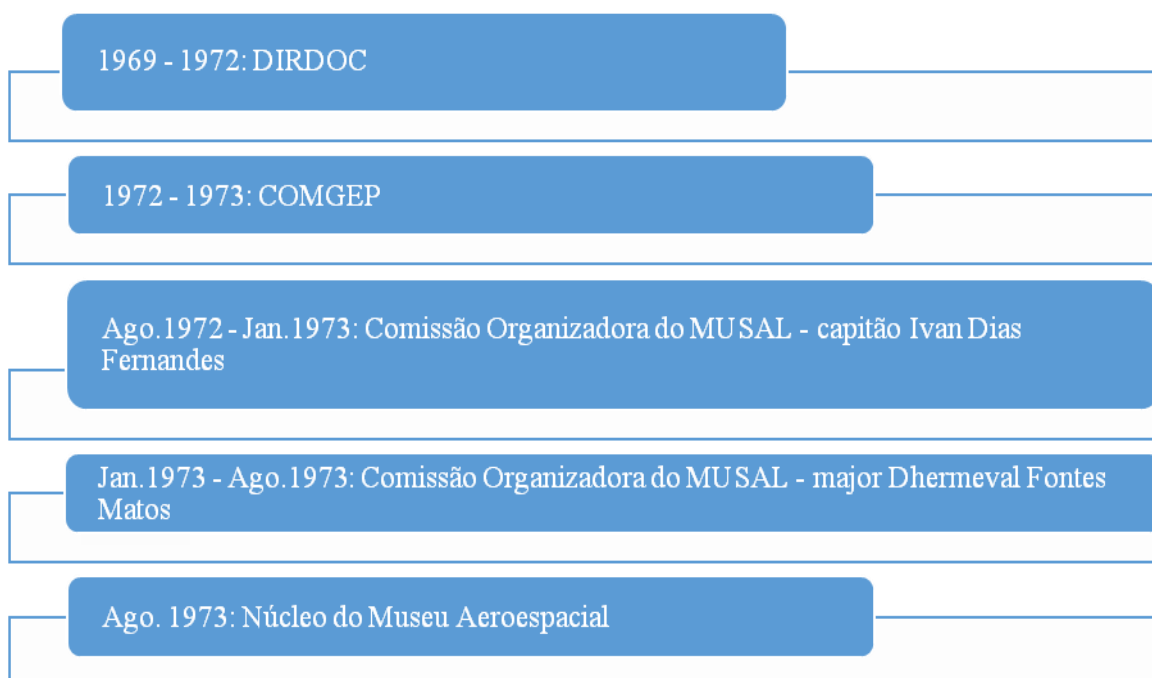 1969 - 1972: DIRDOC
1972 - 1973: COMGEP
Ago.1972 - Jan.1973: Comissão Organizadora do MUSAL - capitão Ivan Dias
Fernandes
Jan.1973 - Ago.1973: Comissão Organizadora do MUSAL - major Dhermeval Fontes
Matos
Ago. 1973: Núcleo do Museu Aeroespacial